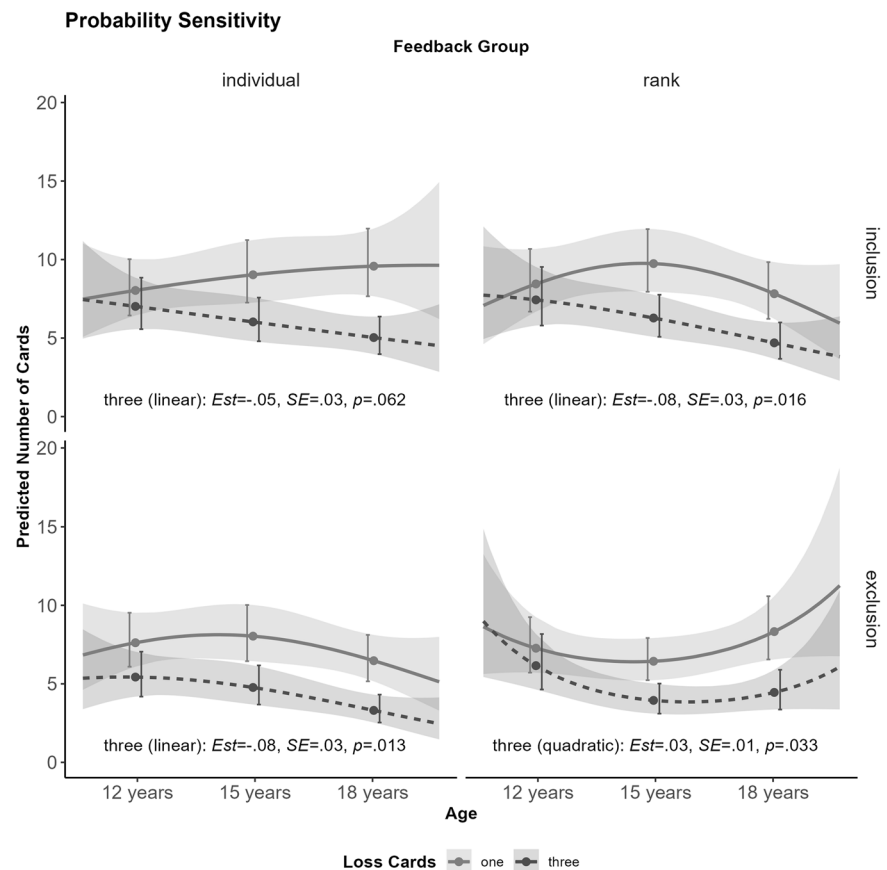 Probability Sensitivity
Feedback Group
individual
rank
20
15
10
5
0
inclusion
three (linear): Est=-.05, SE=.03, p=.062
three (linear): Est=-.08, SE=.03, p=.016
Predicted Number of Cards
20
15
10
5
0
exclusion
three (linear): Est=-.08, SE=.03, p=.013
three (quadratic): Est=.03, SE=.01, p=.033
12 years
15 years
18 years
12 years
15 years
18 years
Age
Loss Cards one three